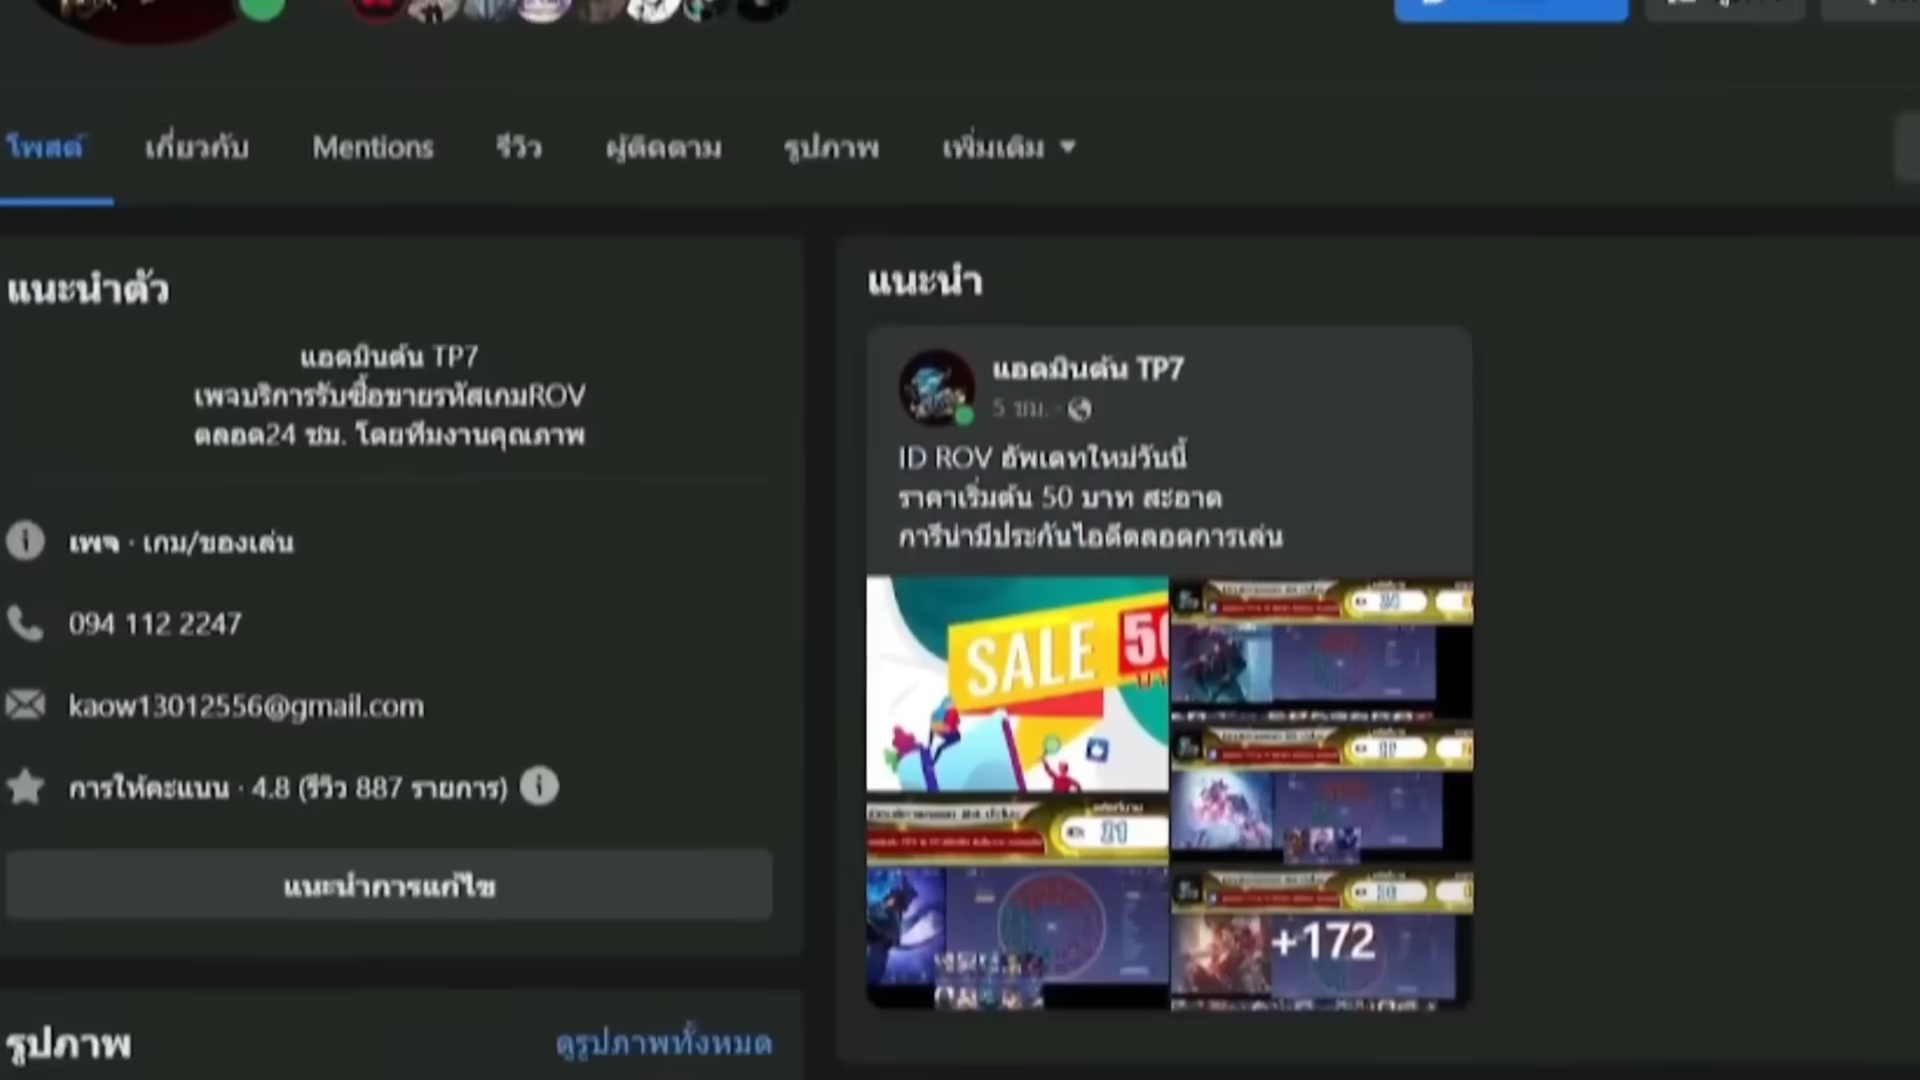 โพสต์
เกี่ยวกับ
Mentions
รีวิว
ผู้ติดตาม
รูปภาพ
เพิ่มเติม
แนะนำตัว
แอดมินต้น TP7
เพจบริการรับซื้อขายรหัสเกมROV
ตลอด24 ชม. โดยทีมงานคุณภาพ
เพจ · เกม/ของเล่น
094 112 2247
kaow13012556@gmail.com
การให้คะแนน · 4.8 (รีวิว 887 รายการ)
แนะนำการแก้ไข
รูปภาพ
ดูรูปภาพทั้งหมด
แนะนำ
แอดมินต้น TP7
5 ชม. ·
ID ROV อัพเดทใหม่วันนี้
ราคาเริ่มต้น 50 บาท สะอาด
การีน่ามีประกันไอดีตลอดการเล่น
SALE
21
+172